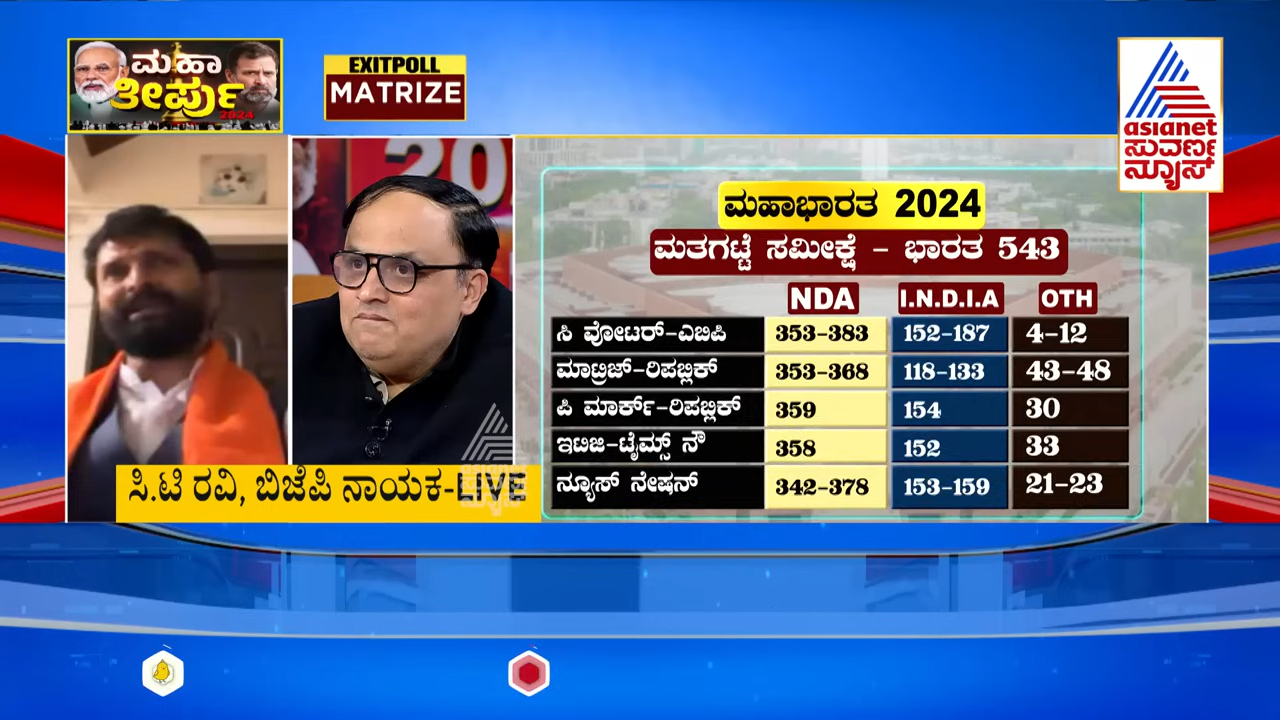 ಮಹಾ
ತೀರ್ಪು
2024
EXITPOLL
MATRIZE
asianet
ಸುವರ್ಣ
ನ್ಯೂಸ್
20
ಮಹಾಭಾರತ 2024
ಮತಗಟ್ಟೆ ಸಮೀಕ್ಷೆ - ಭಾರತ 543
NDA I.N.D.I.A OTH
ಸಿ ವೋಟರ್-ಎಬಿಪಿ 353-383 152-187 4-12
ಮಾಟ್ರಿಜ್-ರಿಪಬ್ಲಿಕ್ 353-368 118-133 43-48
ಪಿ ಮಾರ್ಕ್-ರಿಪಬ್ಲಿಕ್ 359 154 30
ಇಟಿಜಿ-ಟೈಮ್ಸ್ ನೌ 358 152 33
ನ್ಯೂಸ್ ನೇಷನ್ 342-378 153-159 21-23
ಸಿ.ಟಿ ರವಿ, ಬಿಜೆಪಿ ನಾಯಕ-LIVE
asianet
ಸುವರ್ಣ
ನ್ಯೂಸ್